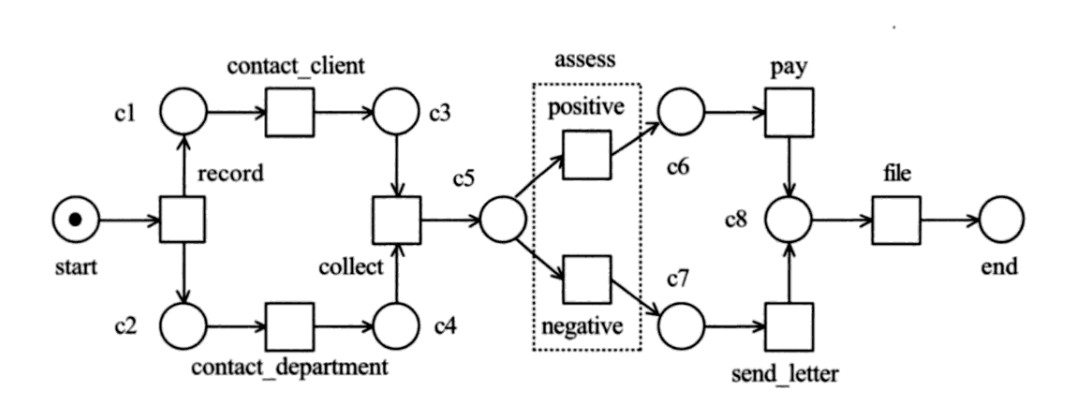 assess
contact_client
pay
positive
c1
c3
c6
record
c5
file
start
collect
c8
end
c7
c2
c4
negative
contact_department
send_letter